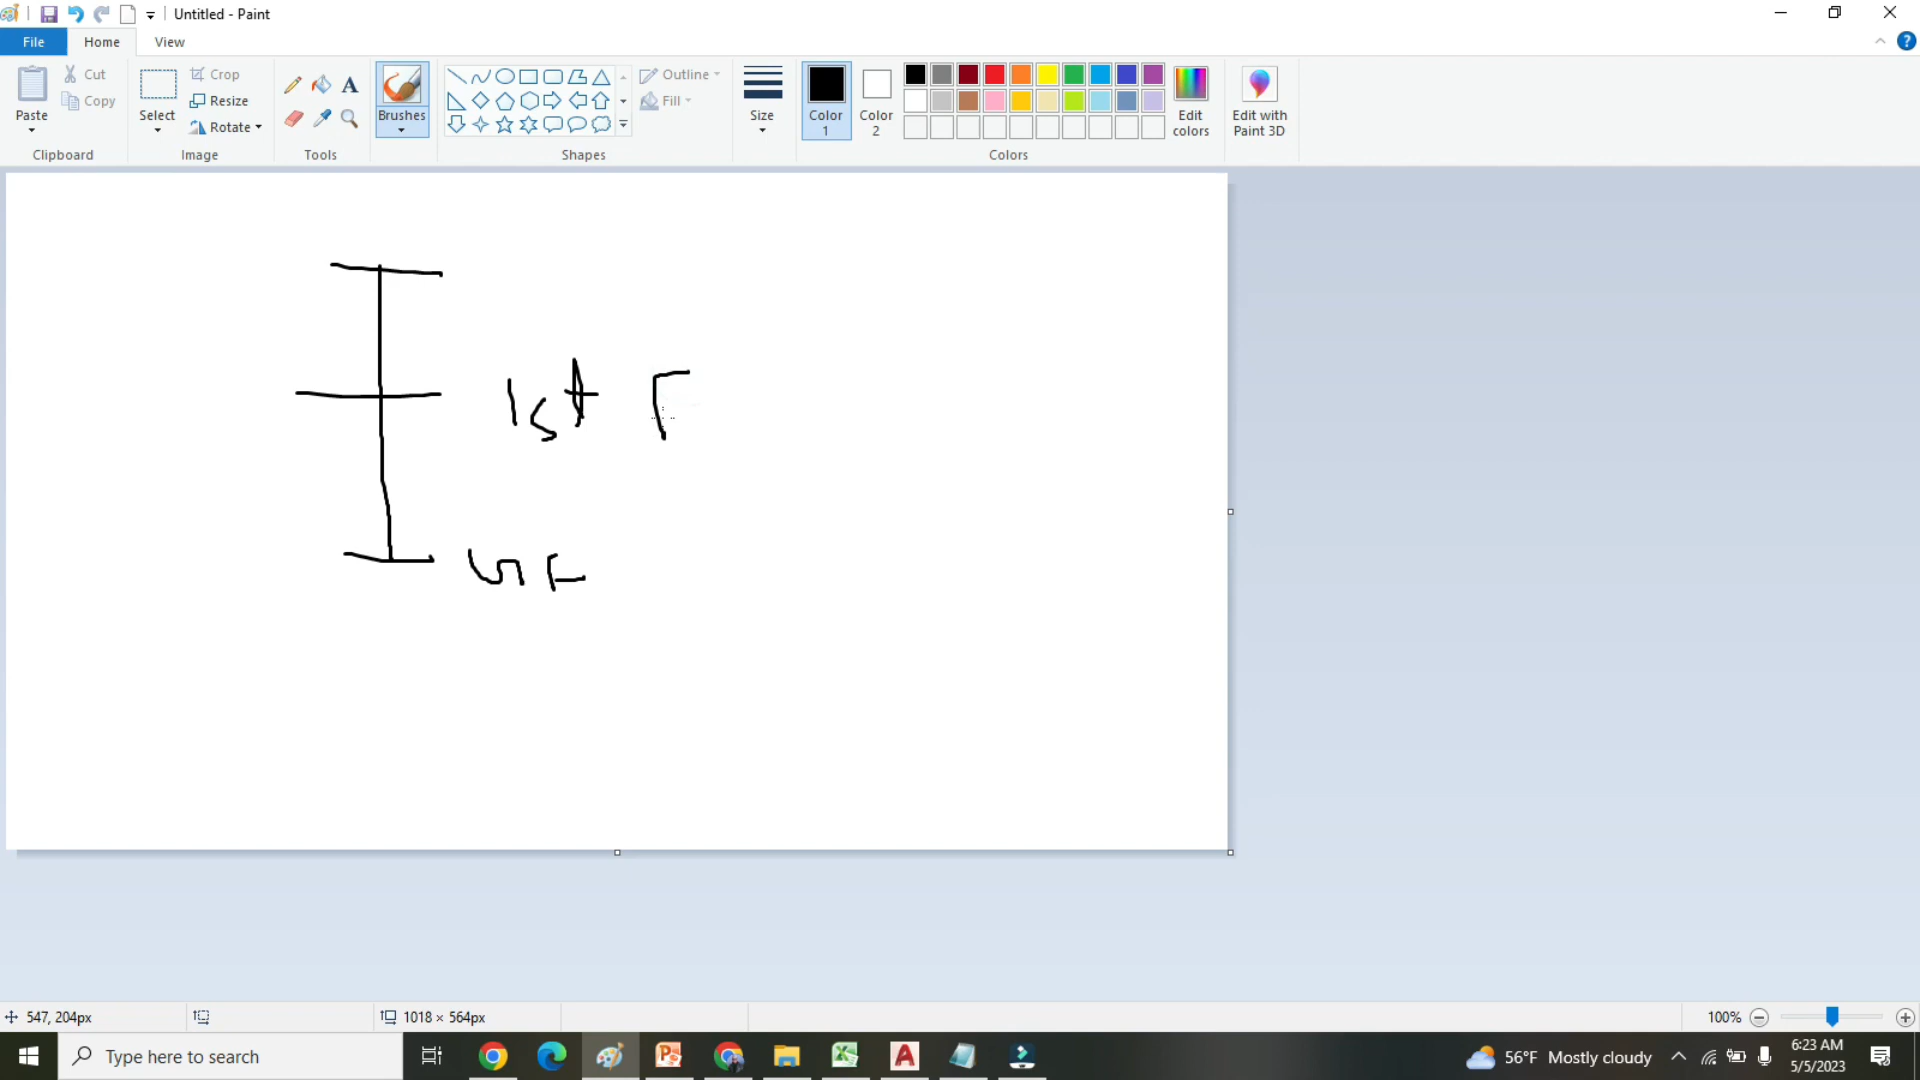 Untitled - Paint
File Home View
Paste Cut Copy Select Crop Resize Rotate Brushes Outline Fill Size Color 1 Color 2 Edit colors Edit with Paint 3D
A
Clipboard Image Tools Shapes Colors
1st F
GF
547, 204px 1018 × 564px 100%
Type here to search 56°F Mostly cloudy 6:23 AM
5/5/2023